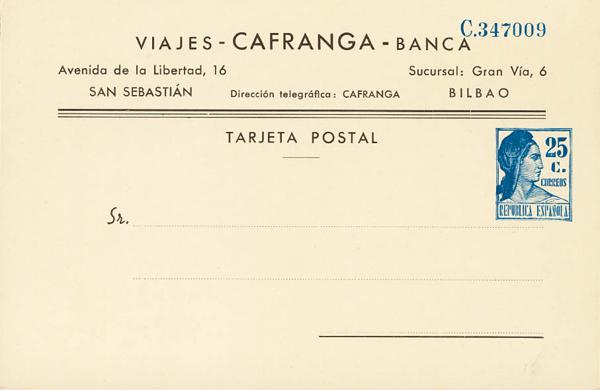 C.347009
VIAJES - CAFRANGA - BANCA
Avenida de la Libertad, 16
Sucursal: Gran Vía, 6
SAN SEBASTIÁN
Dirección telegráfica: CAFRANGA
BILBAO
TARJETA POSTAL
25
C.
CORREOS
REPUBLICA ESPAÑOLA
Sr.